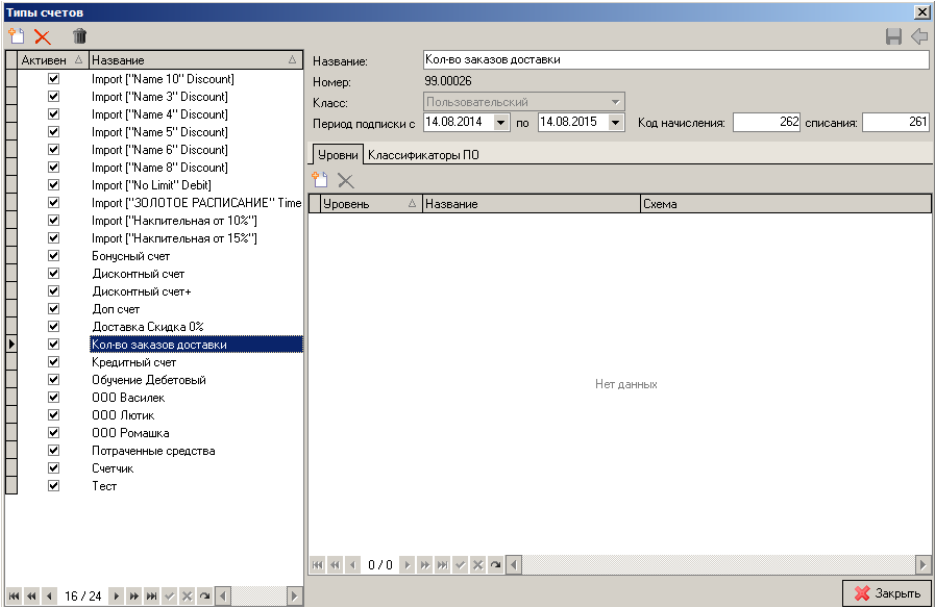 Типы счетов
Активен Название
Import ["Name 10" Discount]
Import ["Name 3" Discount]
Import ["Name 4" Discount]
Import ["Name 5" Discount]
Import ["Name 6" Discount]
Import ["Name 8" Discount]
Import ["No Limit" Debit]
Import ["ЗОЛОТОЕ РАСПИСАНИЕ" Time
Import ["Накпительная от 10%"]
Import ["Накпительная от 15%"]
Бонусный счет
Дисконтный счет
Дисконтный счет+
Доп счет
Доставка Скидка 0%
Кол-во заказов доставки
Кредитный счет
Обучение Дебетовый
ООО Василек
ООО Лютик
ООО Ромашка
Потраченные средства
Счетчик
Тест
16 / 24
Название: Кол-во заказов доставки
Номер: 99.00026
Класс: Пользовательский
Период подписки с 14.08.2014 по 14.08.2015 Код начисления: 262 списания: 261
Уровни Классификаторы ПО
Уровень Название Схема
Нет данных
0 / 0
Закрыть